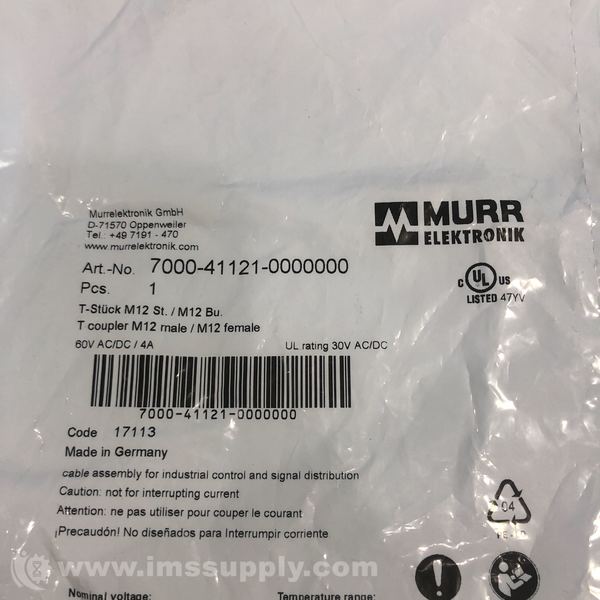 Murrelektronik GmbH
D-71570 Oppenweiler
Tel.: +49 7191 - 470
www.murrelektronik.com
MURR
ELEKTRONIK
Art.-No. 7000-41121-0000000
Pcs. 1
T-Stück M12 St. / M12 Bu.
T coupler M12 male / M12 female
60V AC/DC / 4A
UL rating 30V AC/DC
C UL US
LISTED 47YV
7000-41121-0000000
Code 17113
Made in Germany
cable assembly for industrial control and signal distribution
Caution: not for interrupting current
Attention: ne pas utiliser pour couper le courant
¡Precaudón! No diseñados para Interrumpir corriente
04
www.imssupply.com
Nominal voltage:
Temperature range: